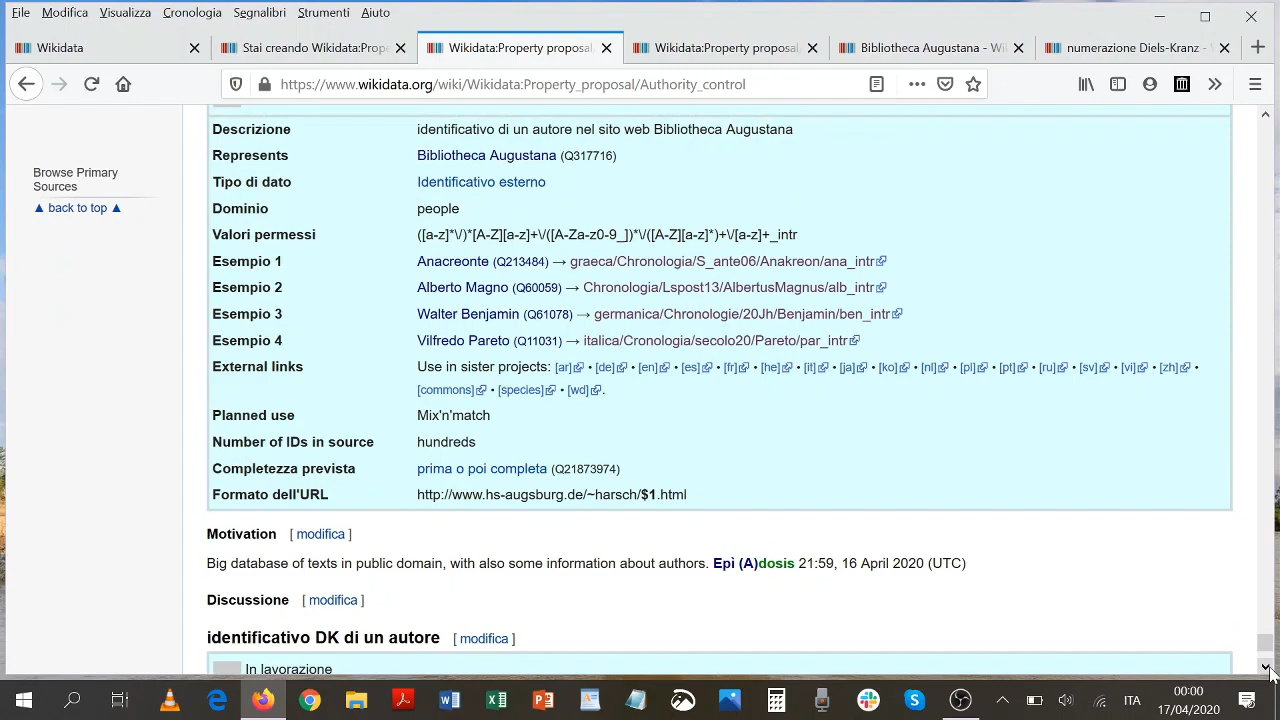 File Modifica Visualizza Cronologia Segnalibri Strumenti Aiuto
Wikidata Stai creando Wikidata:Prope Wikidata:Property proposal Wikidata:Property proposal Bibliotheca Augustana - Wi numerazione Diels-Kranz -
https://www.wikidata.org/wiki/Wikidata:Property_proposal/Authority_control
Descrizione identificativo di un autore nel sito web Bibliotheca Augustana
Represents Bibliotheca Augustana (Q317716)
Browse Primary
Sources
Tipo di dato Identificativo esterno
▲ back to top ▲
Dominio people
Valori permessi ([a-z]*\/)*[A-Z][a-z]+\/([A-Za-z0-9_])*\/([A-Z][a-z]*)+\/[a-z]+_intr
Esempio 1 Anacreonte (Q213484) → graeca/Chronologia/S_ante06/Anakreon/ana_intr
Esempio 2 Alberto Magno (Q60059) → Chronologia/Lspost13/AlbertusMagnus/alb_intr
Esempio 3 Walter Benjamin (Q61078) → germanica/Chronologie/20Jh/Benjamin/ben_intr
Esempio 4 Vilfredo Pareto (Q11031) → italica/Cronologia/secolo20/Pareto/par_intr
External links Use in sister projects: [ar] • [de] • [en] • [es] • [fr] • [he] • [it] • [ja] • [ko] • [nl] • [pl] • [pt] • [ru] • [sv] • [vi] • [zh] •
[commons] • [species] • [wd].
Planned use Mix'n'match
Number of IDs in source hundreds
Completezza prevista prima o poi completa (Q21873974)
Formato dell'URL http://www.hs-augsburg.de/~harsch/$1.html
Motivation [ modifica ]
Big database of texts in public domain, with also some information about authors. Epì (A)dosis 21:59, 16 April 2020 (UTC)
Discussione [ modifica ]
identificativo DK di un autore [ modifica ]
In lavorazione
ITA 00:00
17/04/2020